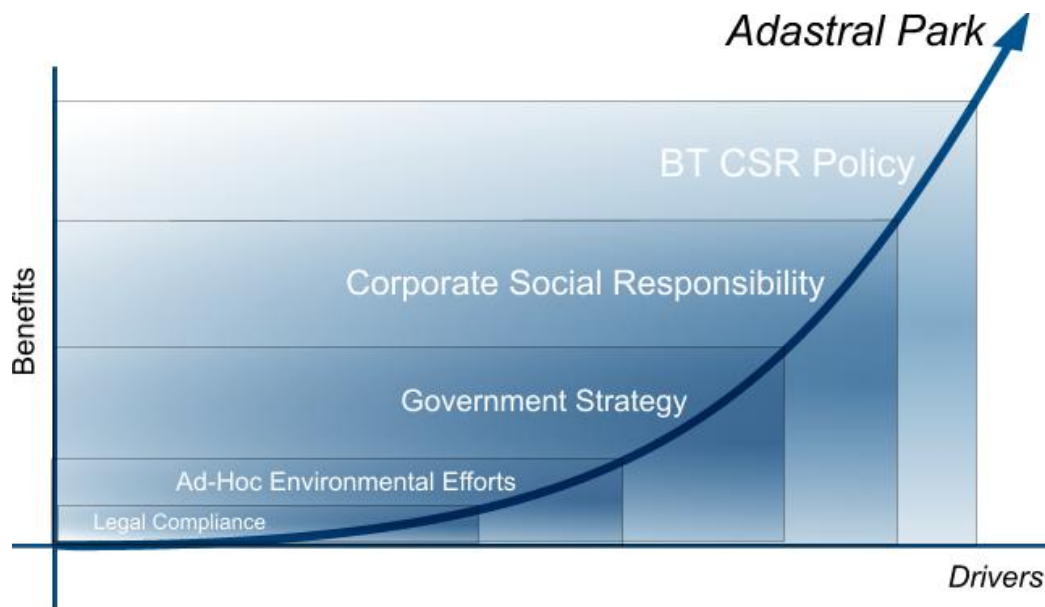 Adastral Park
BT CSR Policy
Corporate Social Responsibility
Government Strategy
Ad-Hoc Environmental Efforts
Legal Compliance
Benefits
Drivers